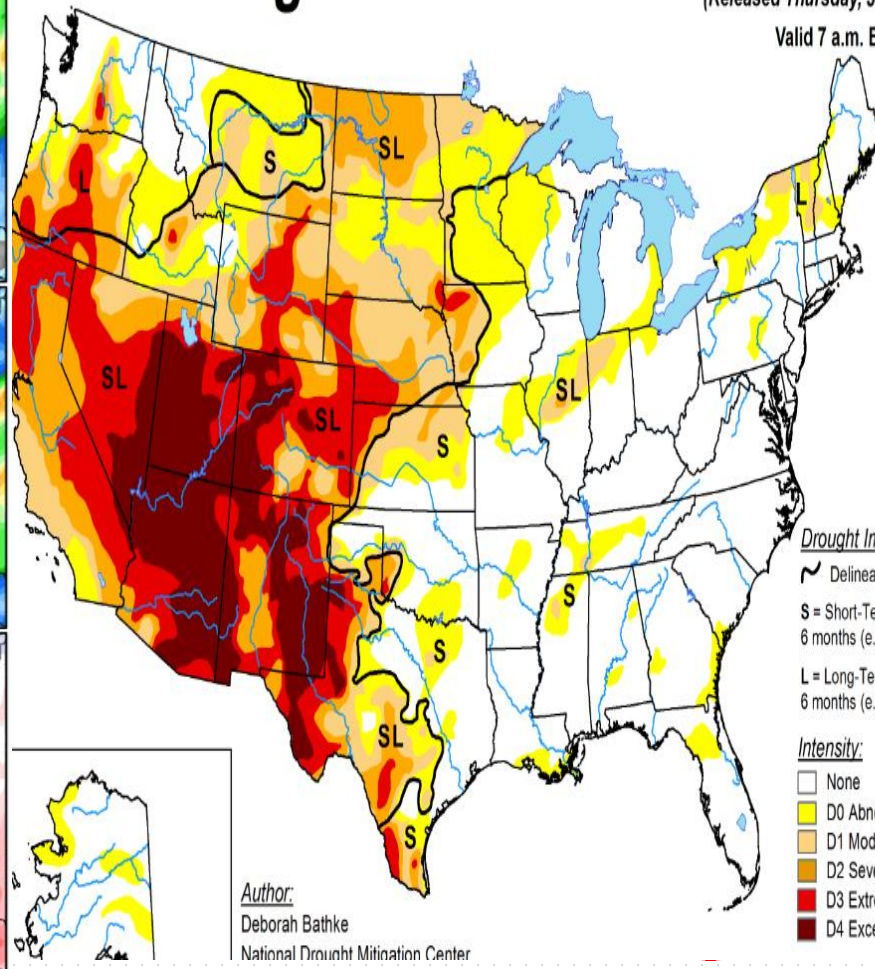 (Released Thursday,
Valid 7 a.m. E
S
SL
L
L
SL
SL
SL
S
S
S
SL
S
Drought In
Delinea
S = Short-Te
6 months (e.
L = Long-Te
6 months (e.
Intensity:
None
D0 Abn
D1 Mod
D2 Seve
D3 Extr
D4 Exce
Author:
Deborah Bathke
National Drought Mitigation Center